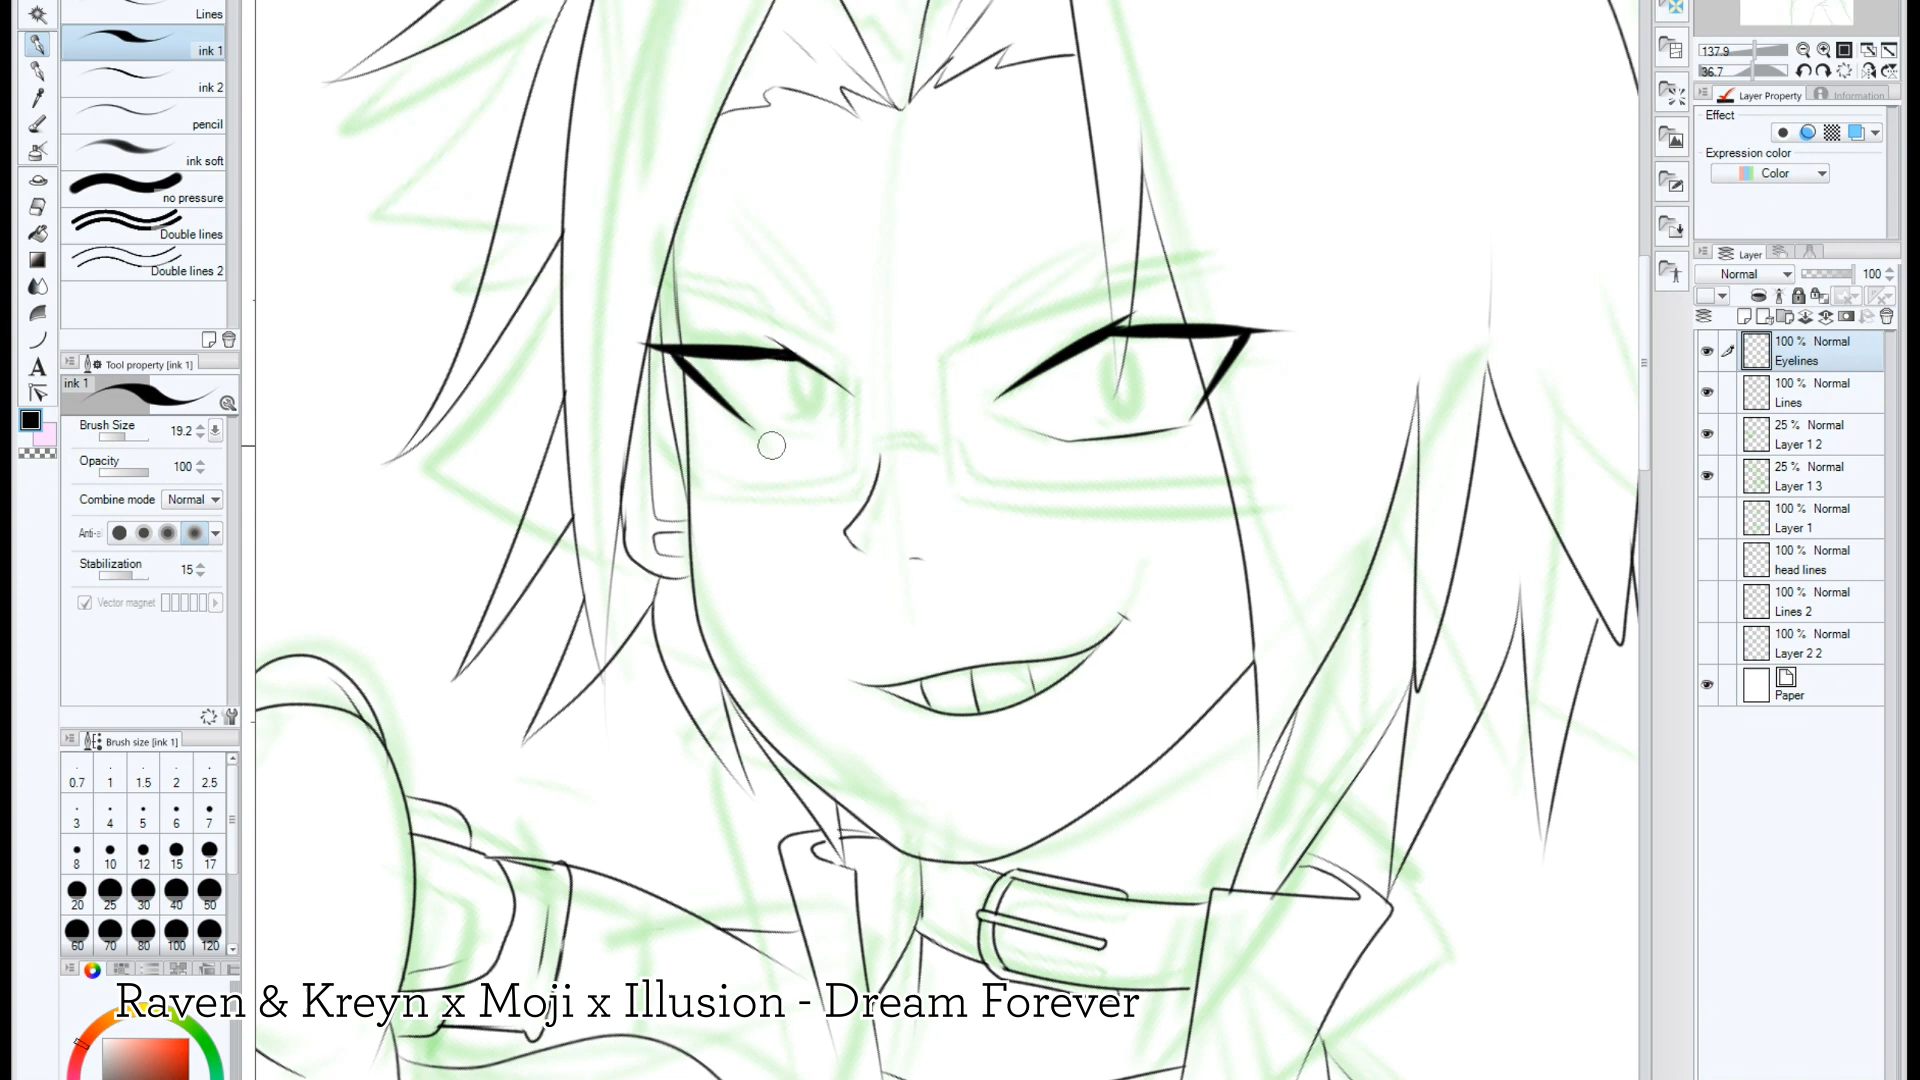 Lines
ink 1
ink 2
pencil
ink soft
no pressure
Double lines
Double lines 2
Tool property [ink 1]
ink 1
Brush Size 19.2
Opacity 100
Combine mode Normal
Stabilization 15
Vector magnet
Brush size [ink 1]
0.7 1 1.5 2 2.5
3 4 5 6 7
8 10 12 15 17
20 25 30 40 50
60 70 80 100 120
Raven & Kreyn x Moji x Illusion - Dream Forever
137.9
36.7
Layer Property Information
Effect
Expression color
Color
Layer
Normal 100
100 % Normal
Eyelines
100 % Normal
Lines
25 % Normal
Layer 1 2
25 % Normal
Layer 1 3
100 % Normal
Layer 1
100 % Normal
head lines
100 % Normal
Lines 2
100 % Normal
Layer 2 2
Paper